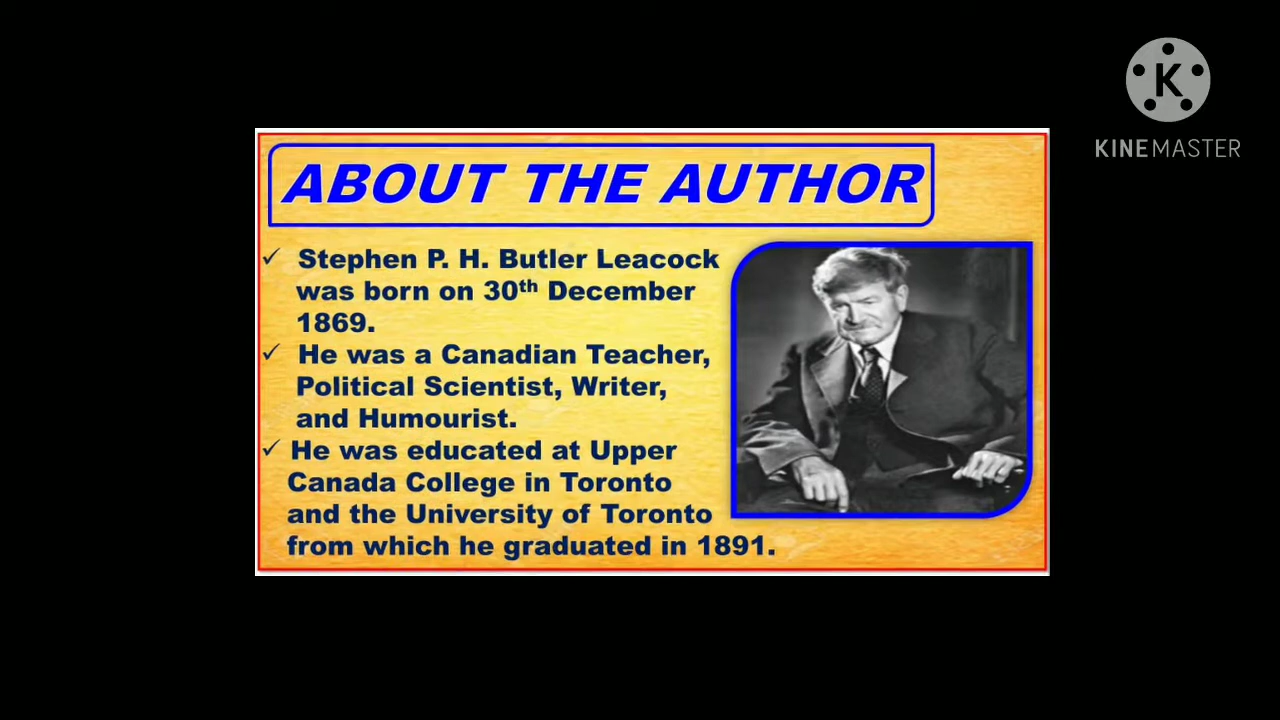 K
KINEMASTER
ABOUT THE AUTHOR
✓ Stephen P. H. Butler Leacock
was born on 30th December
1869.
✓ He was a Canadian Teacher,
Political Scientist, Writer,
and Humourist.
✓ He was educated at Upper
Canada College in Toronto
and the University of Toronto
from which he graduated in 1891.